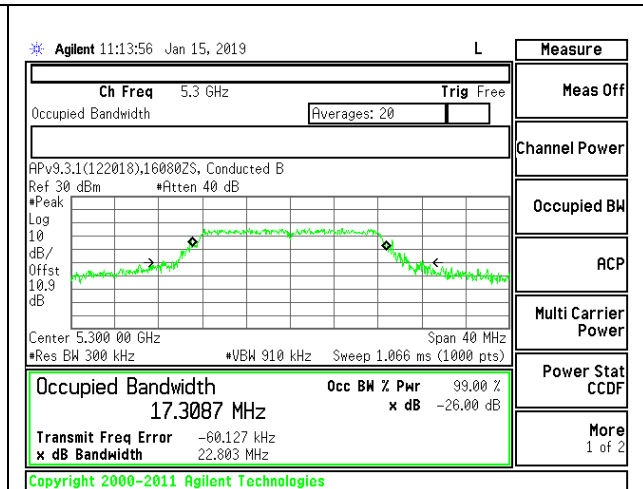 Agilent 11:13:56 Jan 15, 2019 L
Measure
Ch Freq 5.3 GHz Trig Free
Occupied Bandwidth Averages: 20
APv9.3.1(122018),16080ZS, Conducted B
Ref 30 dBm #Atten 40 dB
#Peak
Log
10
dB/
Offst
10.9
dB
Center 5.300 00 GHz Span 40 MHz
#Res BW 300 kHz #VBW 910 kHz Sweep 1.066 ms (1000 pts)
Occupied Bandwidth Occ BW % Pwr 99.00 %
17.3087 MHz x dB -26.00 dB
Transmit Freq Error -60.127 kHz
x dB Bandwidth 22.803 MHz
Copyright 2000-2011 Agilent Technologies
Meas Off
Channel Power
Occupied BW
ACP
Multi Carrier
Power
Power Stat
CCDF
More
1 of 2